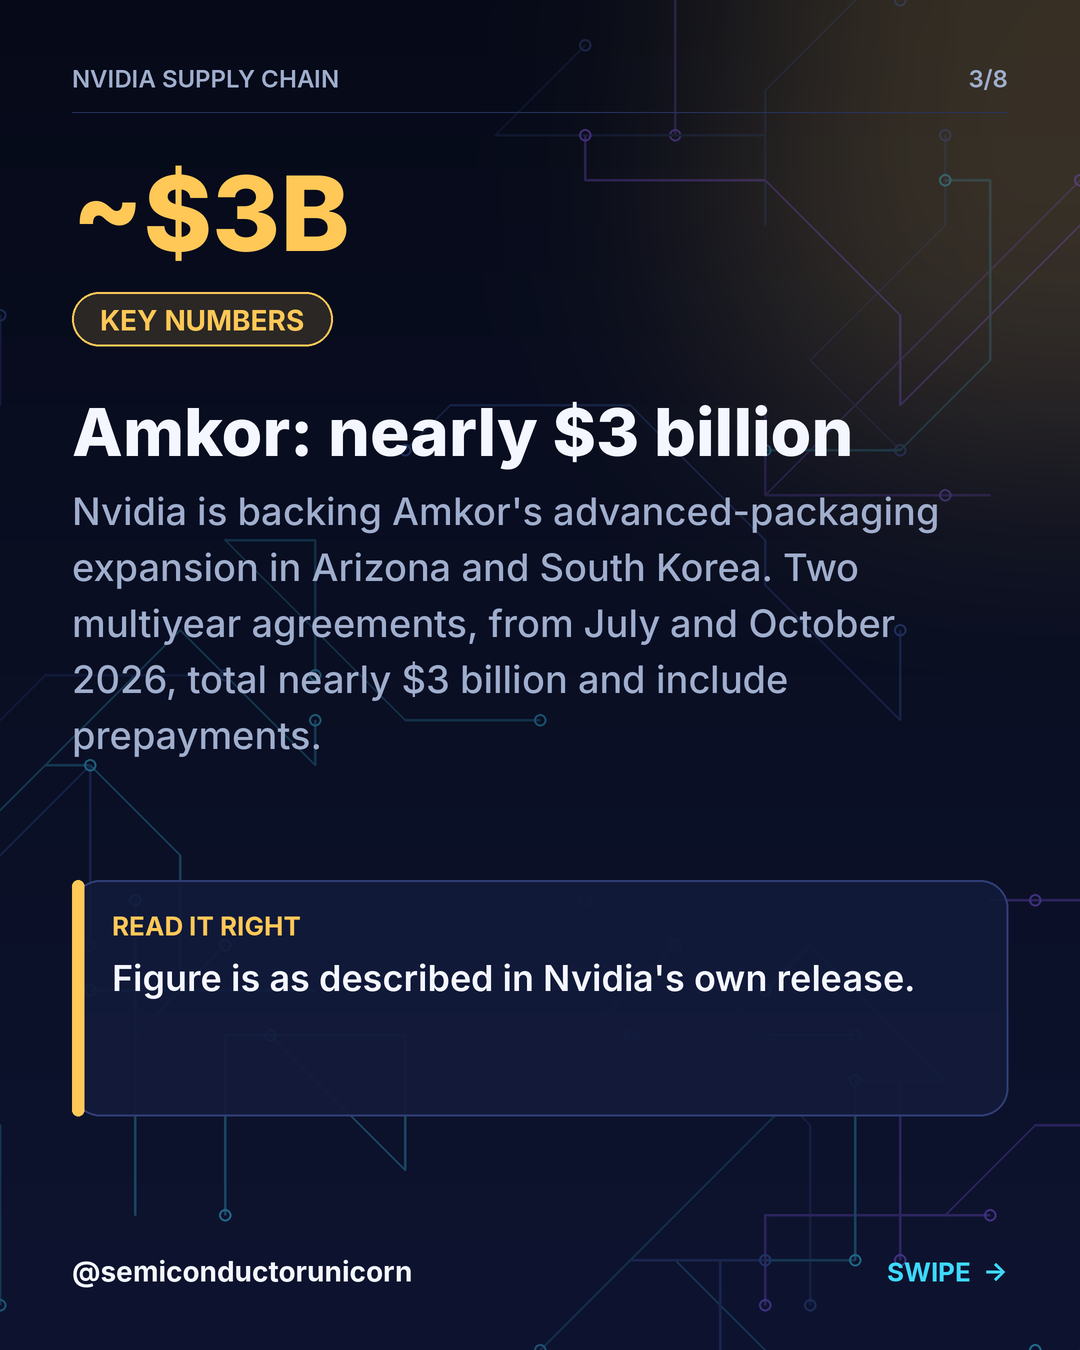 NVIDIA SUPPLY CHAIN
3/8
~$3B
KEY NUMBERS
Amkor: nearly $3 billion
Nvidia is backing Amkor's advanced-packaging
expansion in Arizona and South Korea. Two
multiyear agreements, from July and October
2026, total nearly $3 billion and include
prepayments.
READ IT RIGHT
Figure is as described in Nvidia's own release.
@semiconductorunicorn
SWIPE →